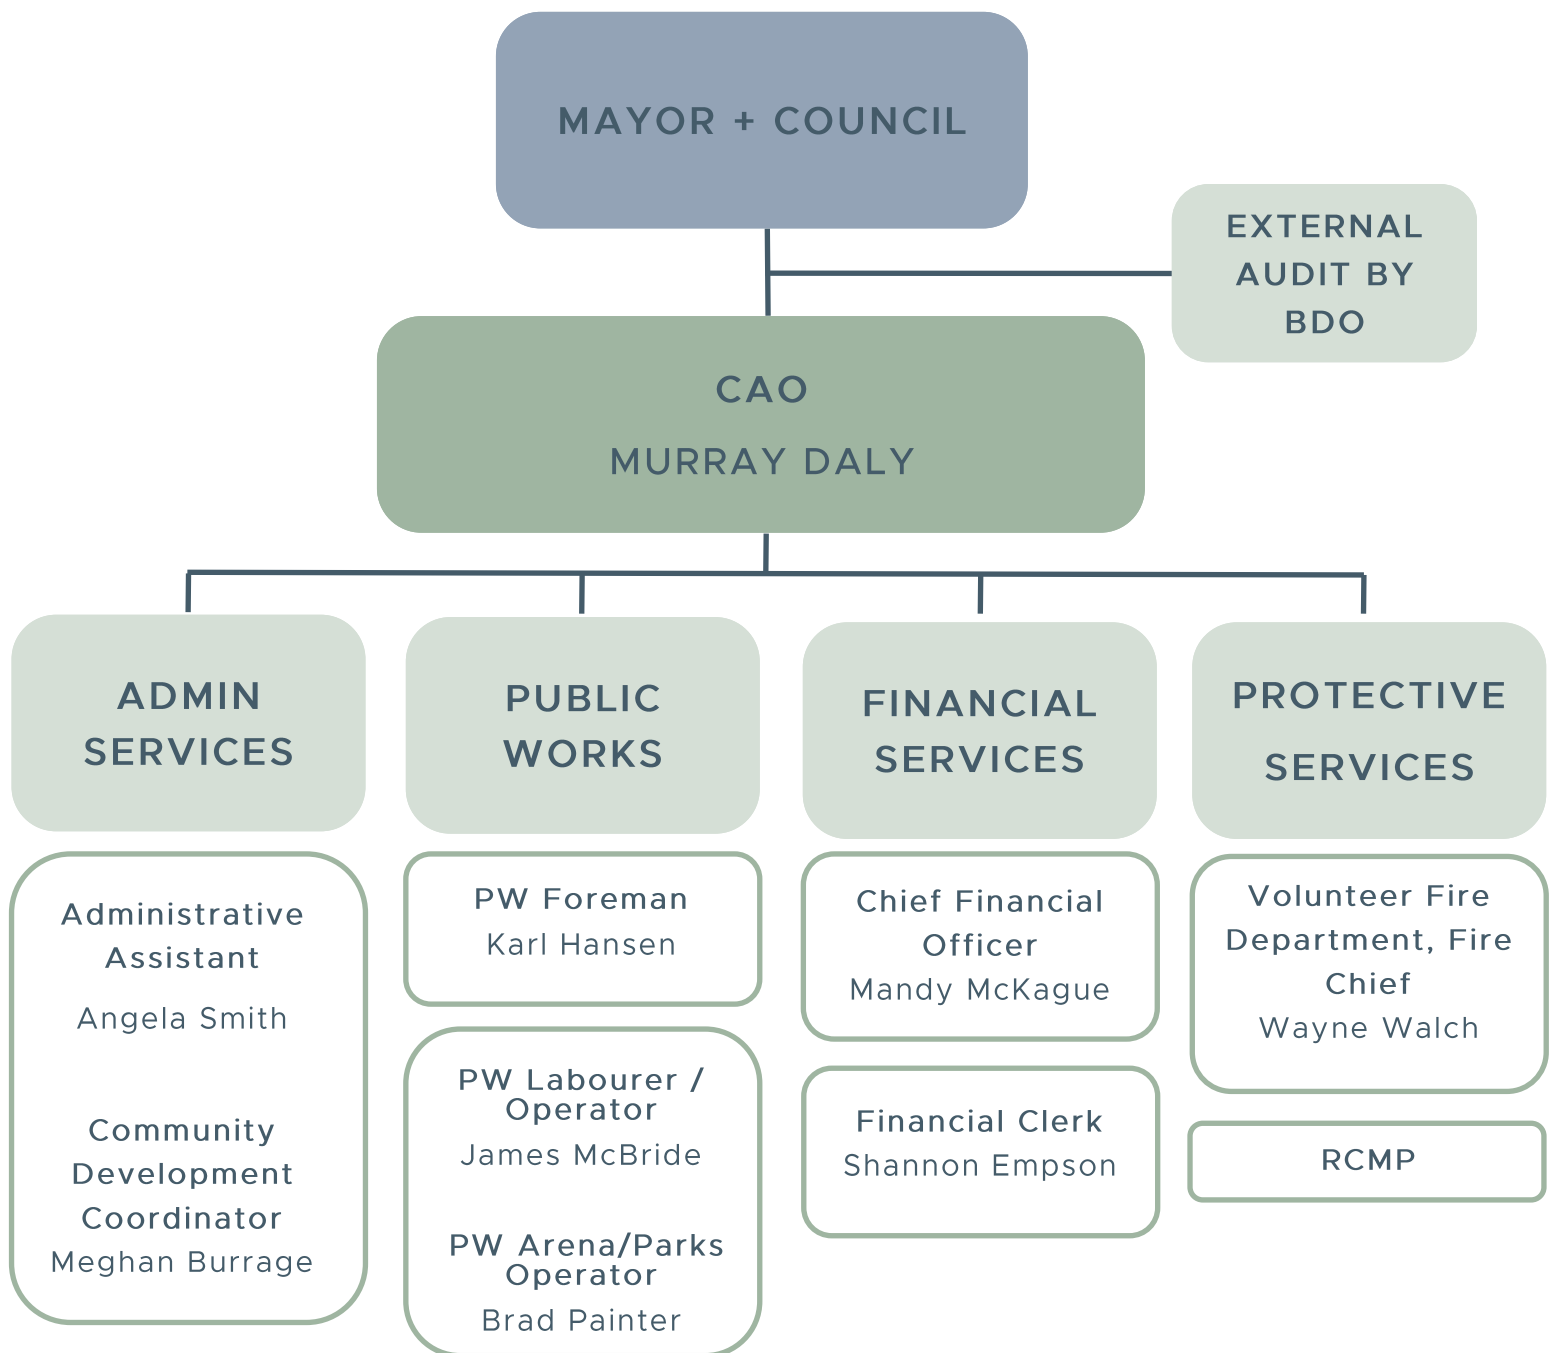 MAYOR + COUNCIL
EXTERNAL
AUDIT BY
BDO
CAO
MURRAY DALY
ADMIN
SERVICES
Administrative
Assistant
Angela Smith
Community
Development
Coordinator
Meghan Burrage
PUBLIC
WORKS
PW Foreman
Karl Hansen
PW Labourer /
Operator
James McBride
PW Arena/Parks
Operator
Brad Painter
FINANCIAL
SERVICES
Chief Financial
Officer
Mandy McKague
Financial Clerk
Shannon Empson
PROTECTIVE
SERVICES
Volunteer Fire
Department, Fire
Chief
Wayne Walch
RCMP